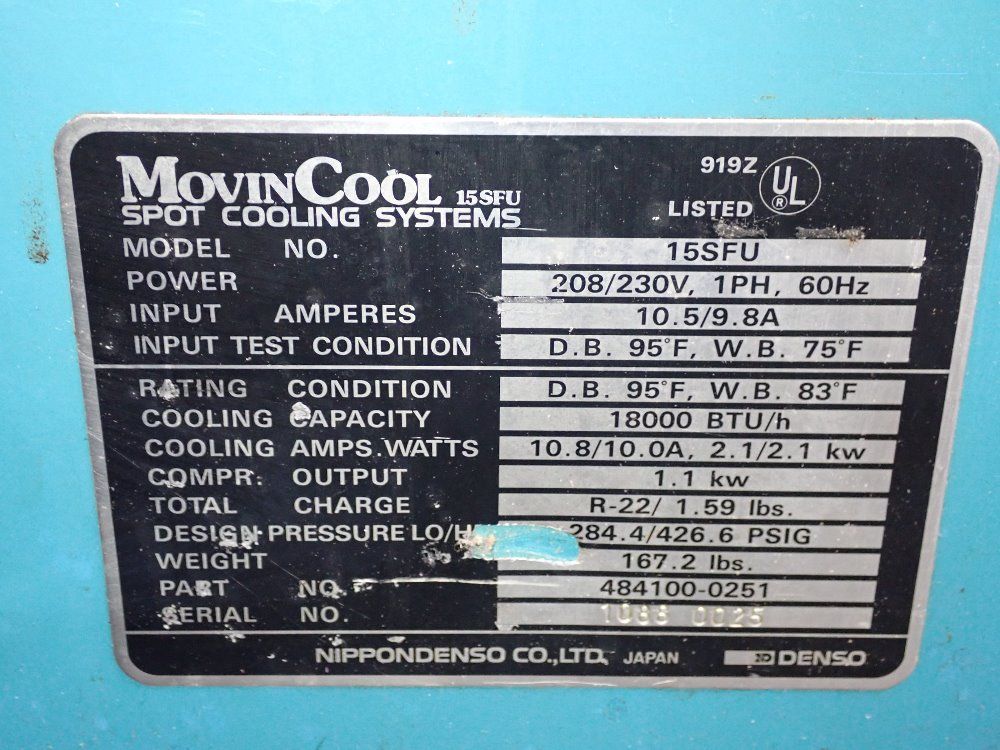 MOVINCOOL 15SFU
SPOT COOLING SYSTEMS
919Z
LISTED UL ®
MODEL NO. 15SFU
POWER 208/230V, 1PH, 60Hz
INPUT AMPERES 10.5/9.8A
INPUT TEST CONDITION D.B. 95°F, W.B. 75°F
RATING CONDITION D.B. 95°F, W.B. 83°F
COOLING CAPACITY 18000 BTU/h
COOLING AMPS.WATTS 10.8/10.0A, 2.1/2.1 kw
COMPR. OUTPUT 1.1 kw
TOTAL CHARGE R-22/ 1.59 lbs.
DESIGN PRESSURE LO/H 284.4/426.6 PSIG
WEIGHT 167.2 lbs.
PART NO. 484100-0251
SERIAL NO. 1088 0025
NIPPONDENSO CO.,LTD. JAPAN DENSO